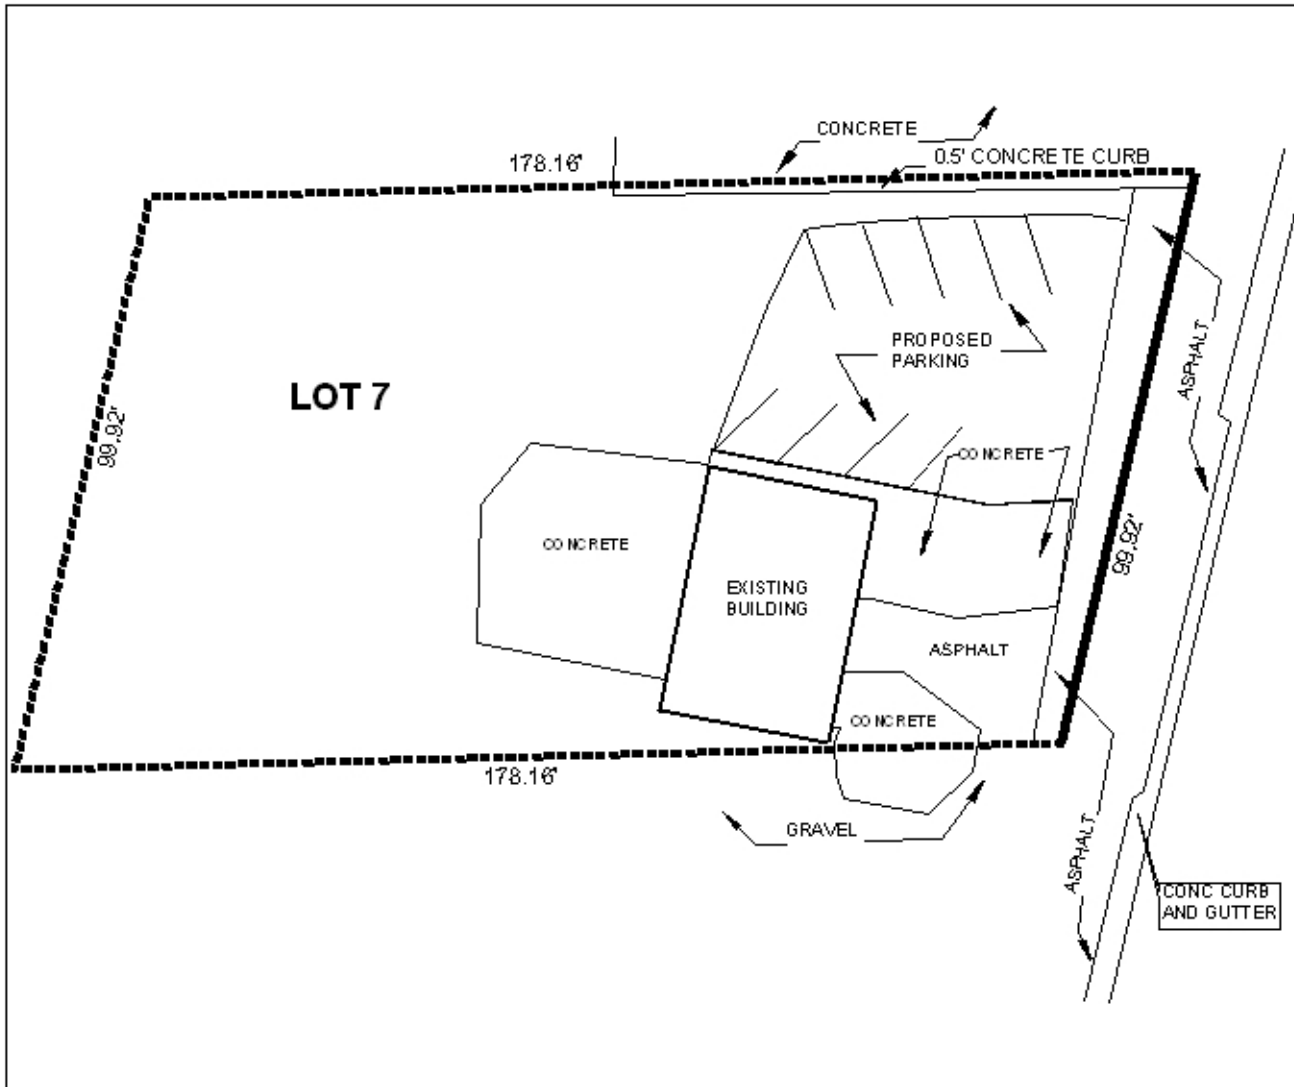 CONCRETE
0.5' CONCRETE CURB
178.16'
ASPHALT
PROPOSED
PARKING
LOT 7
99.92'
CONCRETE
CONCRETE
99.92'
EXISTING
BUILDING
ASPHALT
CONCRETE
178.16'
GRAVEL
ASPHALT
CONC CURB
AND GUTTER